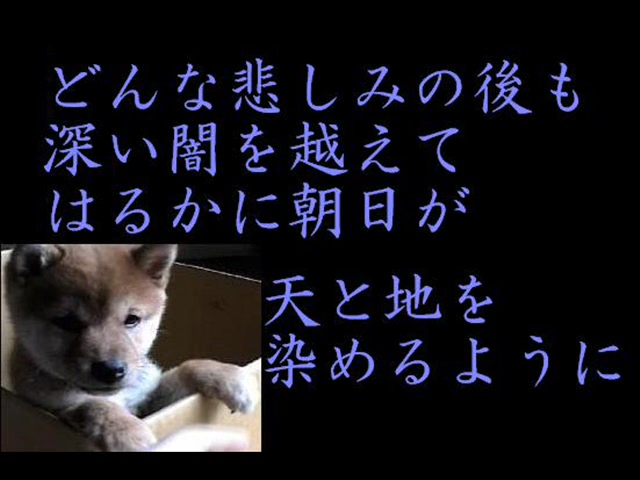 どんな悲しみの後も
深い闇を越えて
はるかに朝日が
天と地を
染めるように